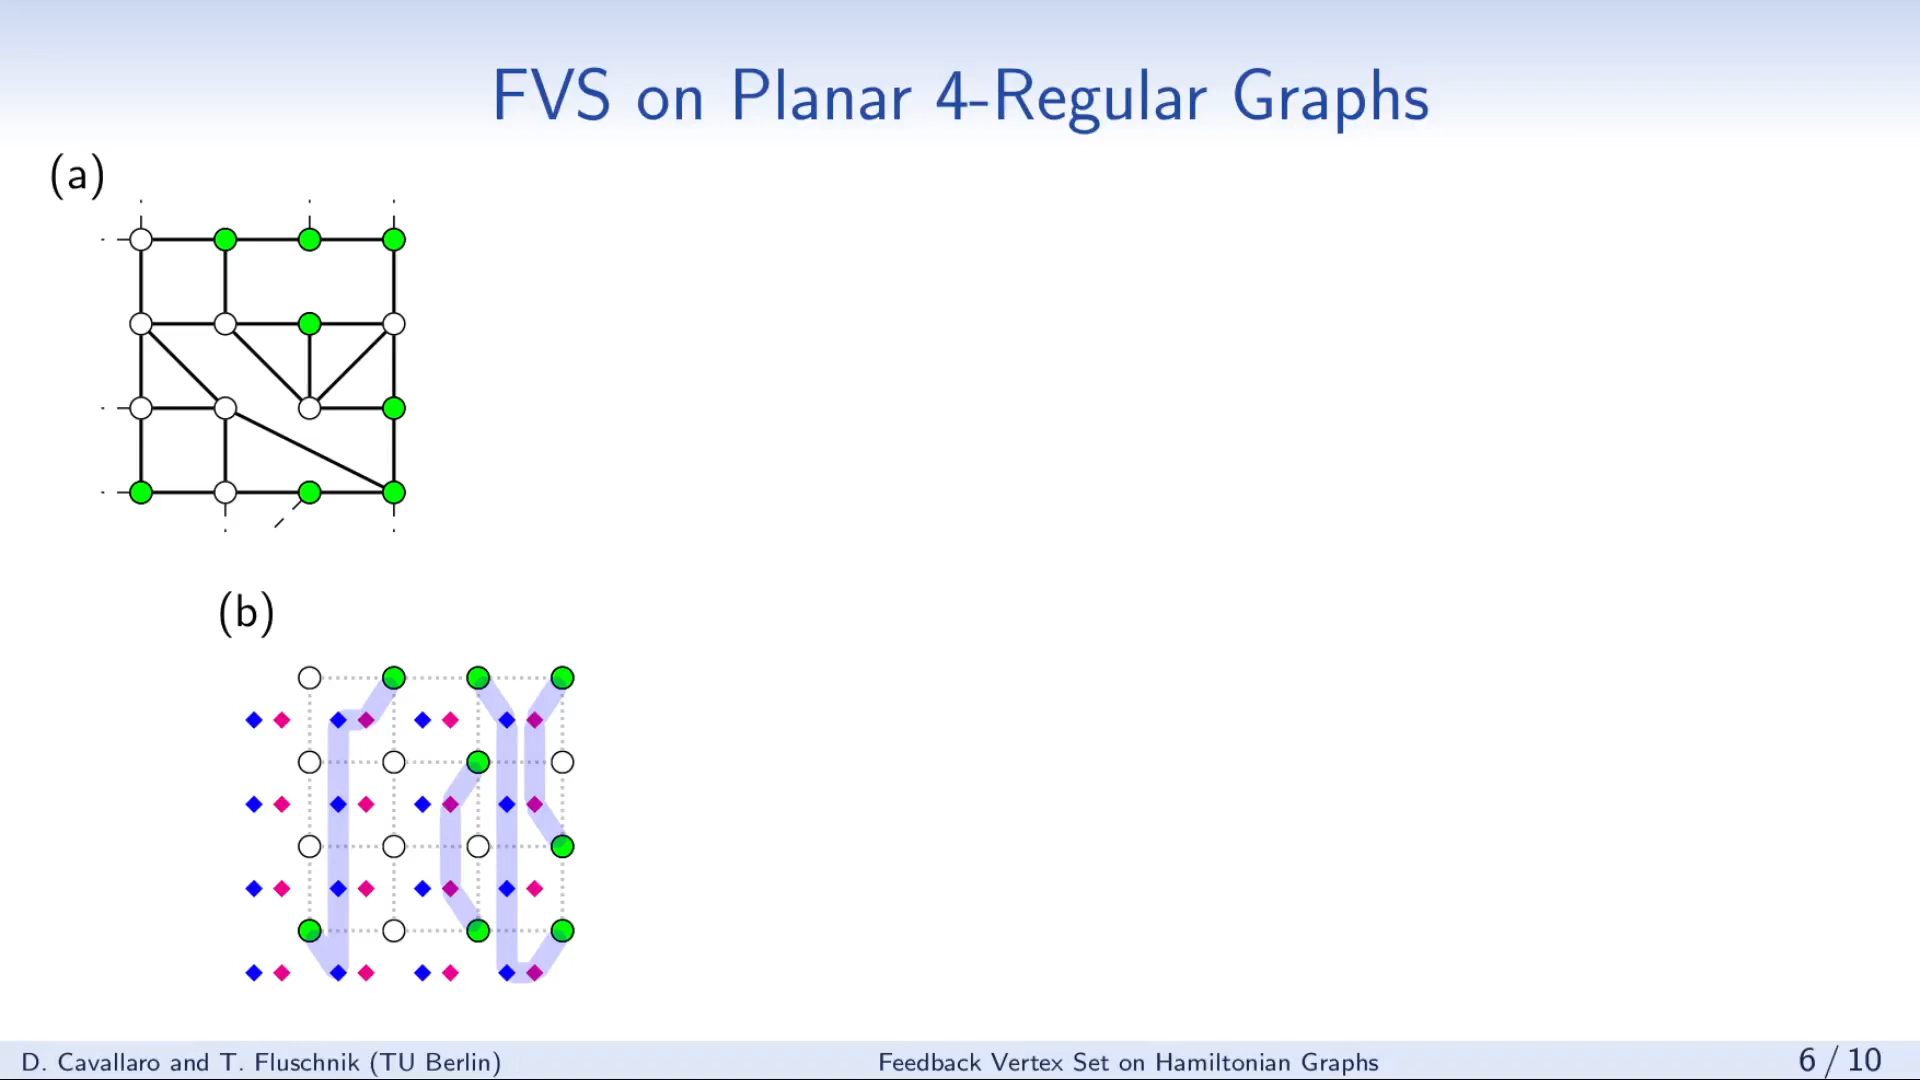 FVS on Planar 4-Regular Graphs
(a)
(b)
D. Cavallaro and T. Fluschnik (TU Berlin)
Feedback Vertex Set on Hamiltonian Graphs
6 / 10